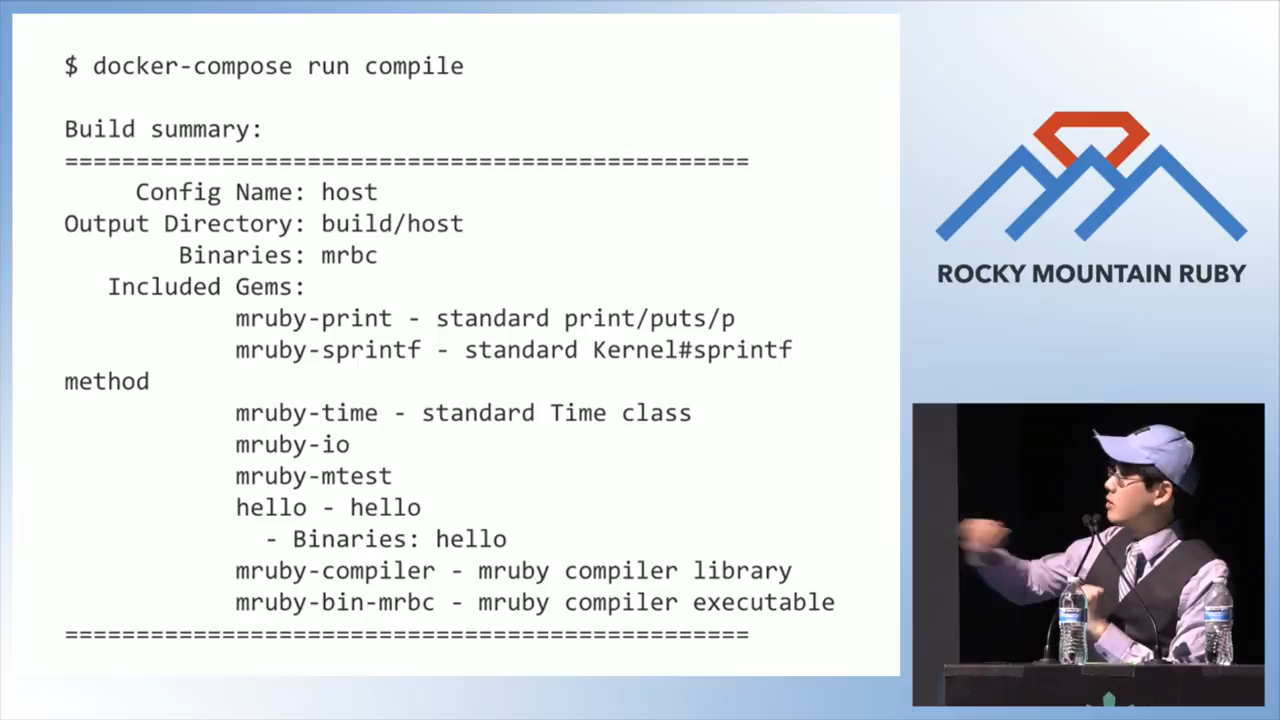 $ docker-compose run compile
Build summary:
================================================
Config Name: host
Output Directory: build/host
Binaries: mrbc
Included Gems:
mruby-print - standard print/puts/p
mruby-sprintf - standard Kernel#sprintf
method
mruby-time - standard Time class
mruby-io
mruby-mtest
hello - hello
- Binaries: hello
mruby-compiler - mruby compiler library
mruby-bin-mrbc - mruby compiler executable
================================================
ROCKY MOUNTAIN RUBY